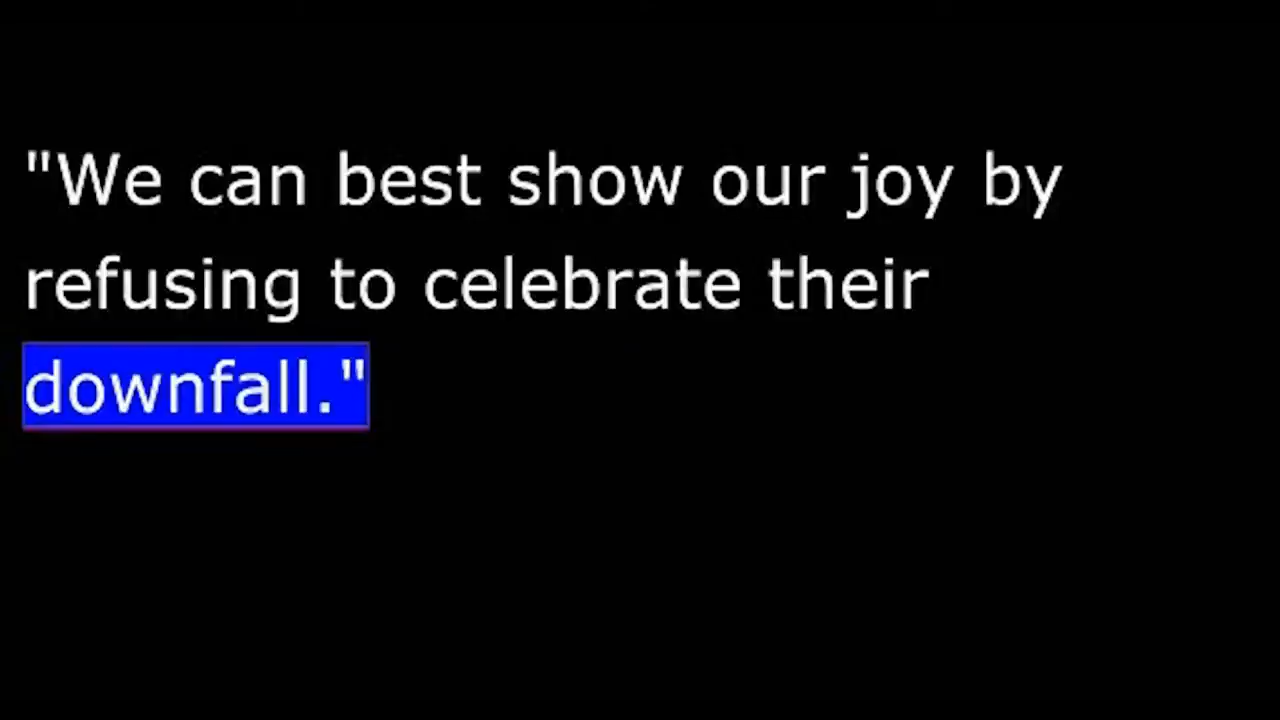 "We can best show our joy by
refusing to celebrate their
downfall."